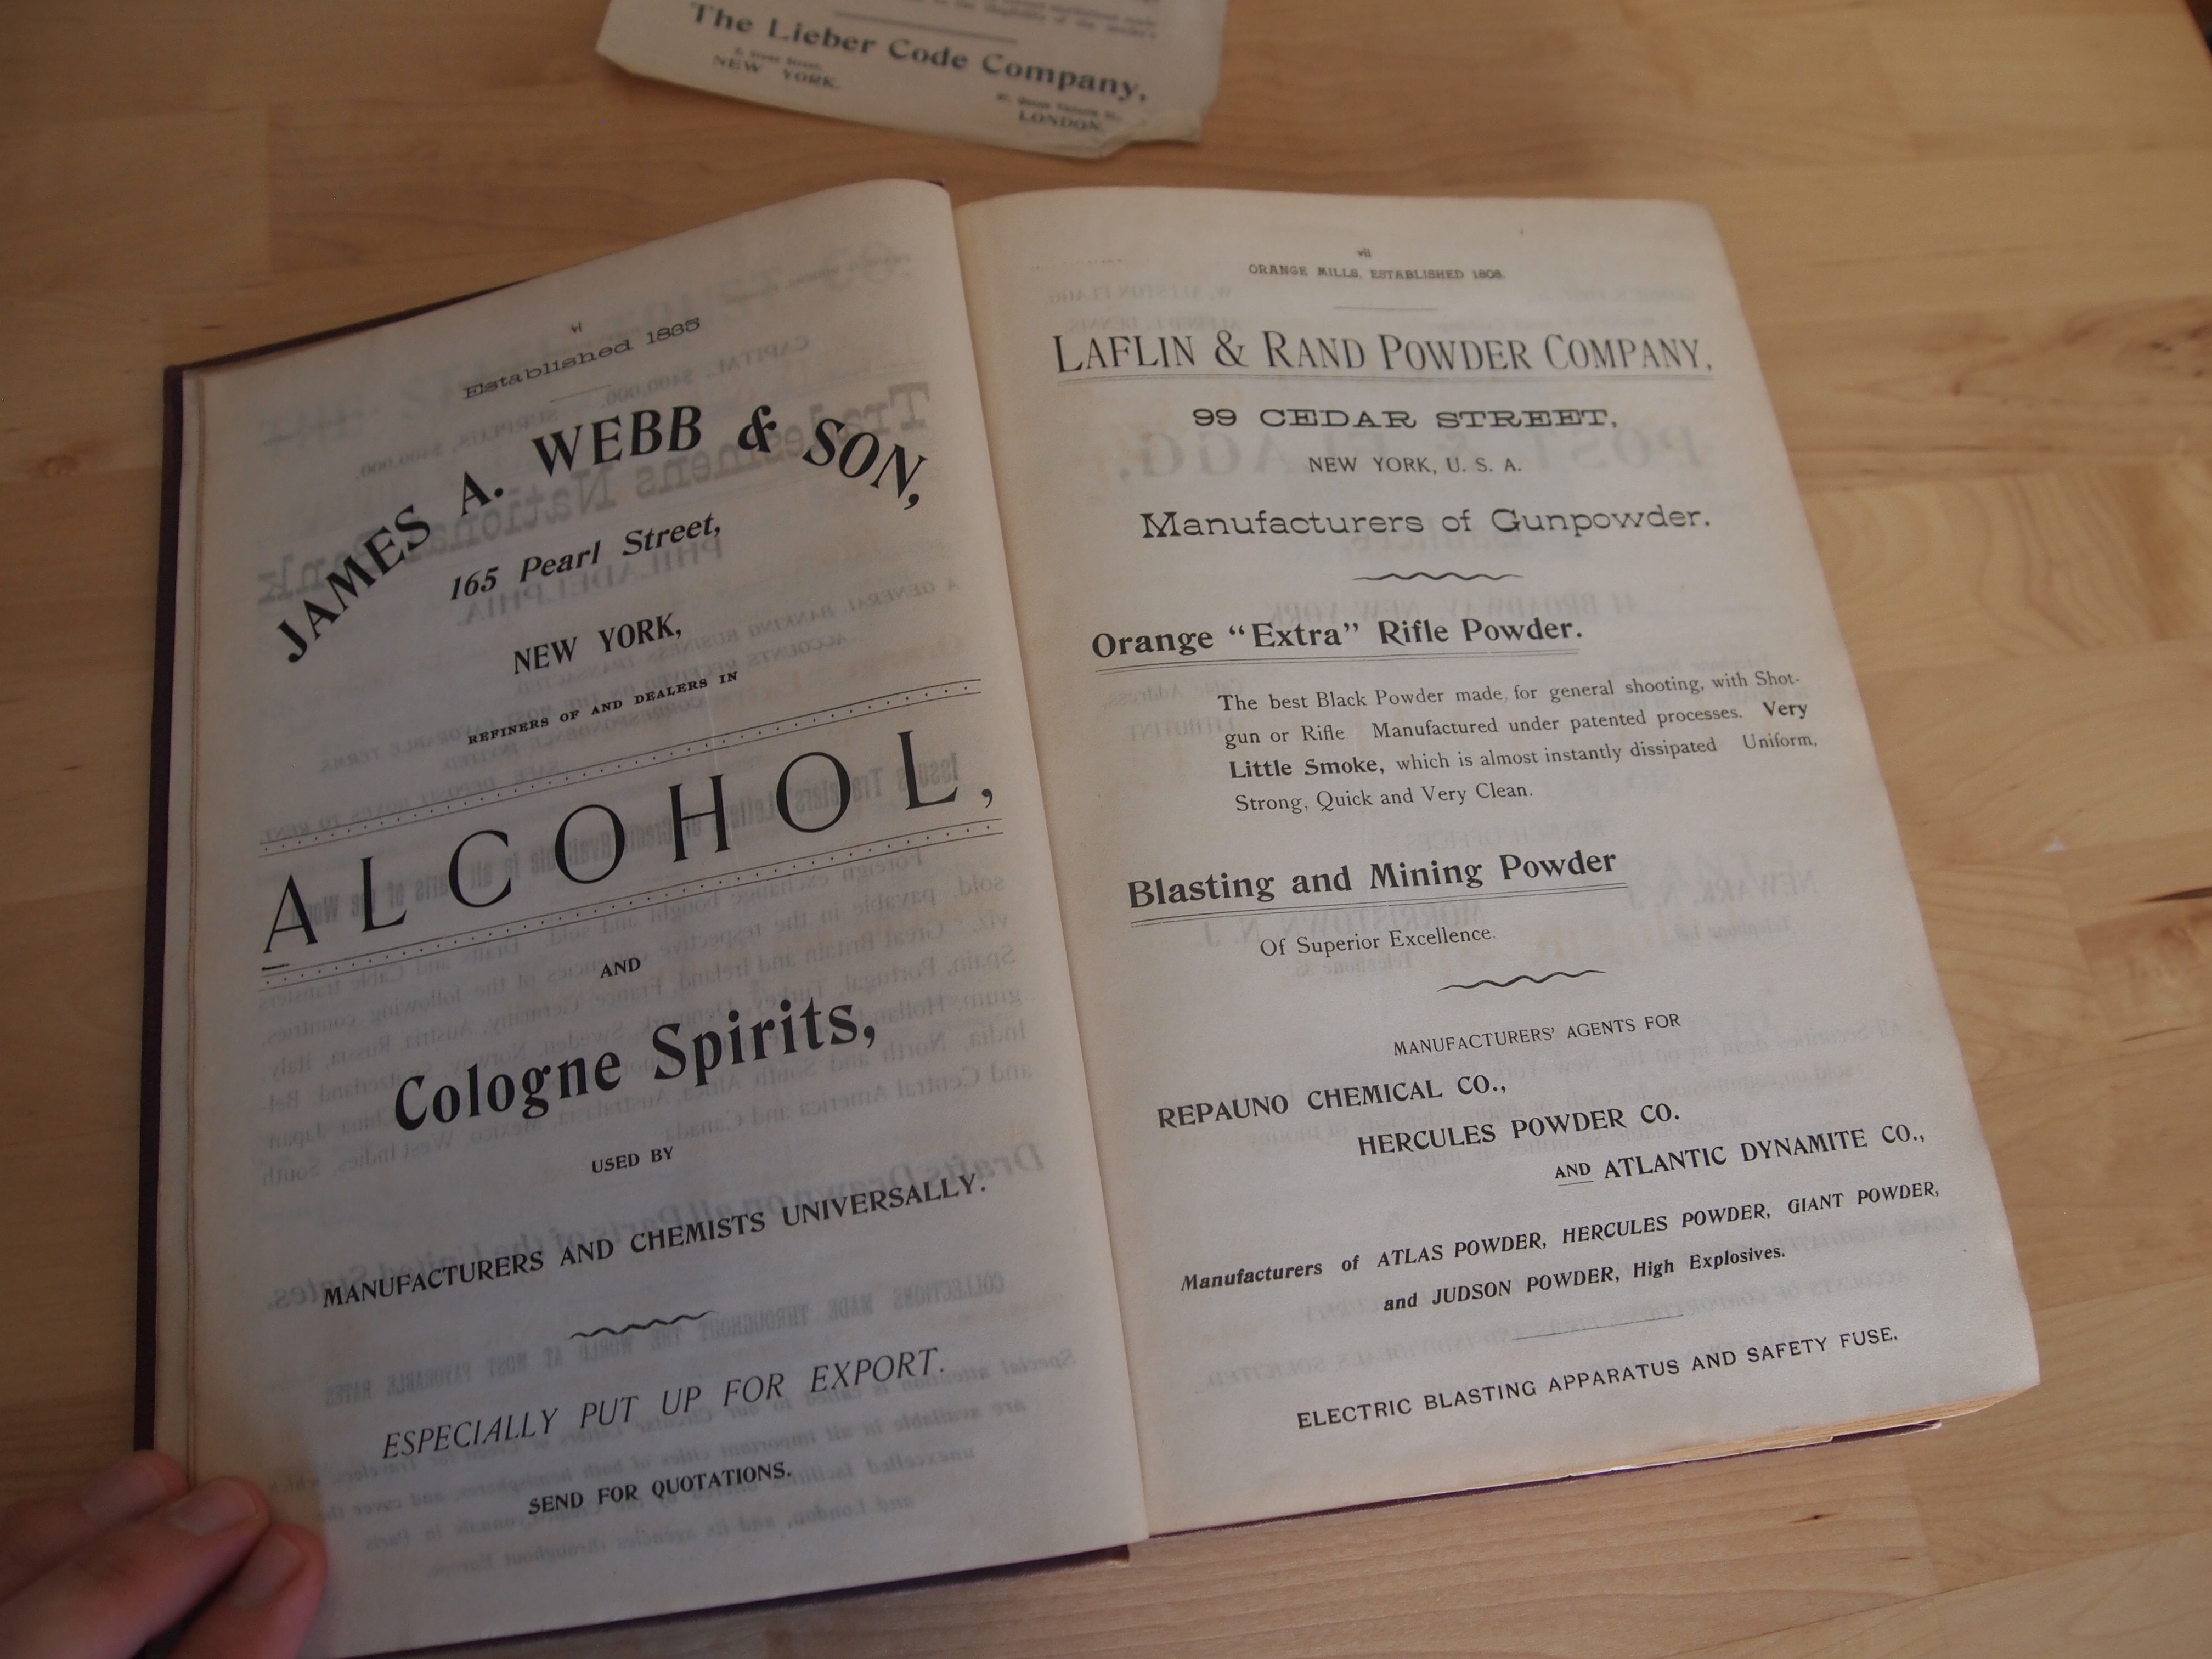 The Lieber Code Company,
NEW YORK.
LONDON.
vi
Established 1835
JAMES A. WEBB & SON,
165 Pearl Street,
NEW YORK,
REFINERS OF AND DEALERS IN
ALCOHOL,
AND
Cologne Spirits,
USED BY
MANUFACTURERS AND CHEMISTS UNIVERSALLY.
ESPECIALLY PUT UP FOR EXPORT.
SEND FOR QUOTATIONS.
vii
ORANGE MILLS, ESTABLISHED 1808.
LAFLIN & RAND POWDER COMPANY,
99 CEDAR STREET,
NEW YORK, U. S. A.
Manufacturers of Gunpowder.
Orange “Extra” Rifle Powder.
The best Black Powder made, for general shooting, with Shot-
gun or Rifle Manufactured under patented processes. Very
Little Smoke, which is almost instantly dissipated Uniform,
Strong, Quick and Very Clean.
Blasting and Mining Powder
Of Superior Excellence.
MANUFACTURERS' AGENTS FOR
REPAUNO CHEMICAL CO.,
HERCULES POWDER CO.
AND ATLANTIC DYNAMITE CO.,
Manufacturers of ATLAS POWDER, HERCULES POWDER, GIANT POWDER,
and JUDSON POWDER, High Explosives.
ELECTRIC BLASTING APPARATUS AND SAFETY FUSE.